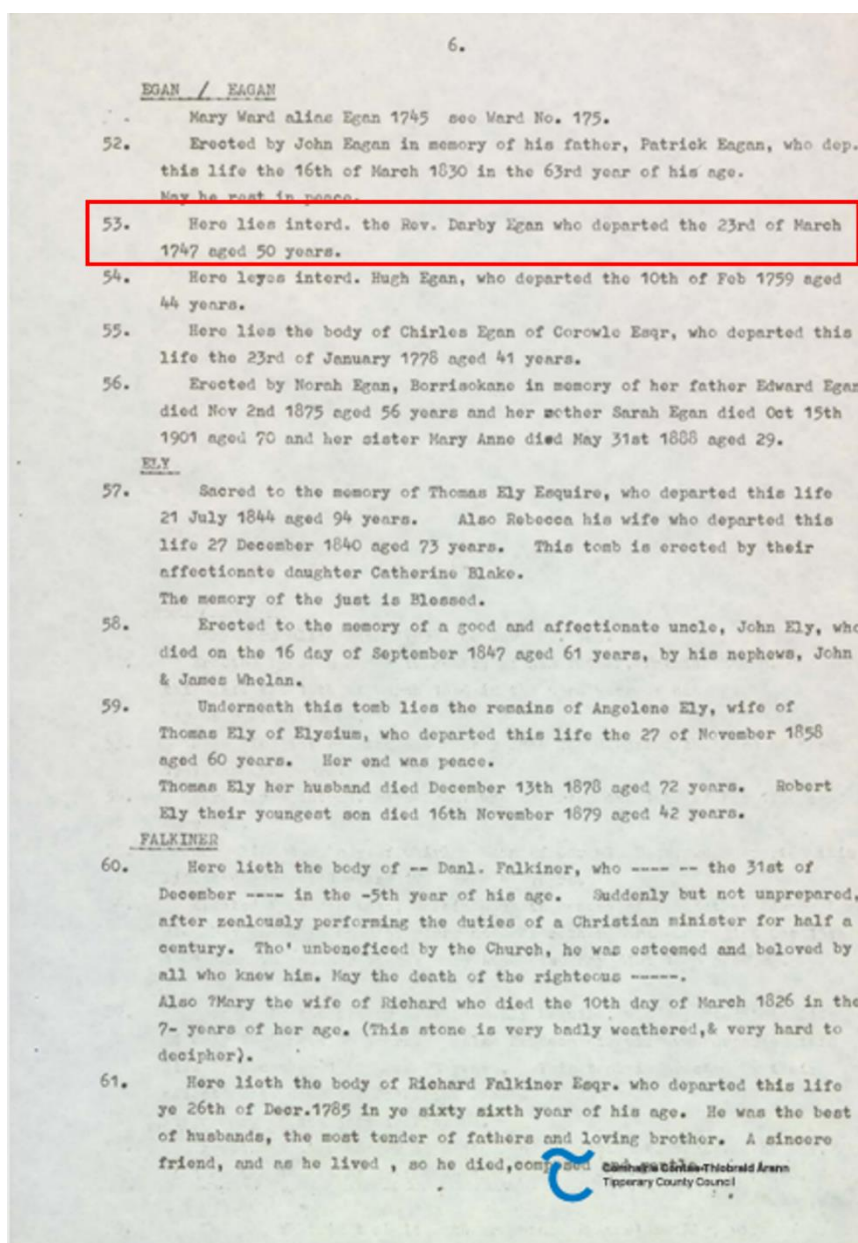 6.
EGAN / EAGAN
Mary Ward alias Egan 1745 see Ward No. 175.
52. Erected by John Eagan in memory of his father, Patrick Eagan, who dep.
this life the 16th of March 1830 in the 63rd year of his age.
May he rest in peace.
53. Here lies interd. the Rev. Darby Egan who departed the 23rd of March
1747 aged 50 years.
54. Here leyes interd. Hugh Egan, who departed the 10th of Feb 1759 aged
44 years.
55. Here lies the body of Chirles Egan of Corowle Esqr, who departed this
life the 23rd of January 1778 aged 41 years.
56. Erected by Norah Egan, Borrisokane in memory of her father Edward Egan
died Nov 2nd 1875 aged 56 years and her mother Sarah Egan died Oct 15th
1901 aged 70 and her sister Mary Anne died May 31st 1888 aged 29.
ELY
57. Sacred to the memory of Thomas Ely Esquire, who departed this life
21 July 1844 aged 94 years. Also Rebecca his wife who departed this
life 27 December 1840 aged 73 years. This tomb is erected by their
affectionate daughter Catherine Blake.
The memory of the just is Blessed.
58. Erected to the memory of a good and affectionate uncle, John Ely, who
died on the 16 day of September 1847 aged 61 years, by his nephews, John
& James Whelan.
59. Underneath this tomb lies the remains of Angelene Ely, wife of
Thomas Ely of Elysium, who departed this life the 27 of November 1858
aged 60 years. Her end was peace.
Thomas Ely her husband died December 13th 1878 aged 72 years. Robert
Ely their youngest son died 16th November 1879 aged 42 years.
FALKINER
60. Here lieth the body of -- Danl. Falkiner, who ---- -- the 31st of
December ---- in the -5th year of his age. Suddenly but not unprepared,
after zealously performing the duties of a Christian minister for half a
century. Tho' unbeneficed by the Church, he was esteemed and beloved by
all who knew him. May the death of the righteous -----.
Also ?Mary the wife of Richard who died the 10th day of March 1826 in the
7- years of her age. (This stone is very badly weathered,& very hard to
decipher).
61. Here lieth the body of Richard Falkiner Esqr. who departed this life
ye 26th of Decr.1785 in ye sixty sixth year of his age. He was the best
of husbands, the most tender of fathers and loving brother. A sincere
friend, and as he lived , so he died,composed and
Comhairle Contae Thiobraid Árann
Tipperary County Council